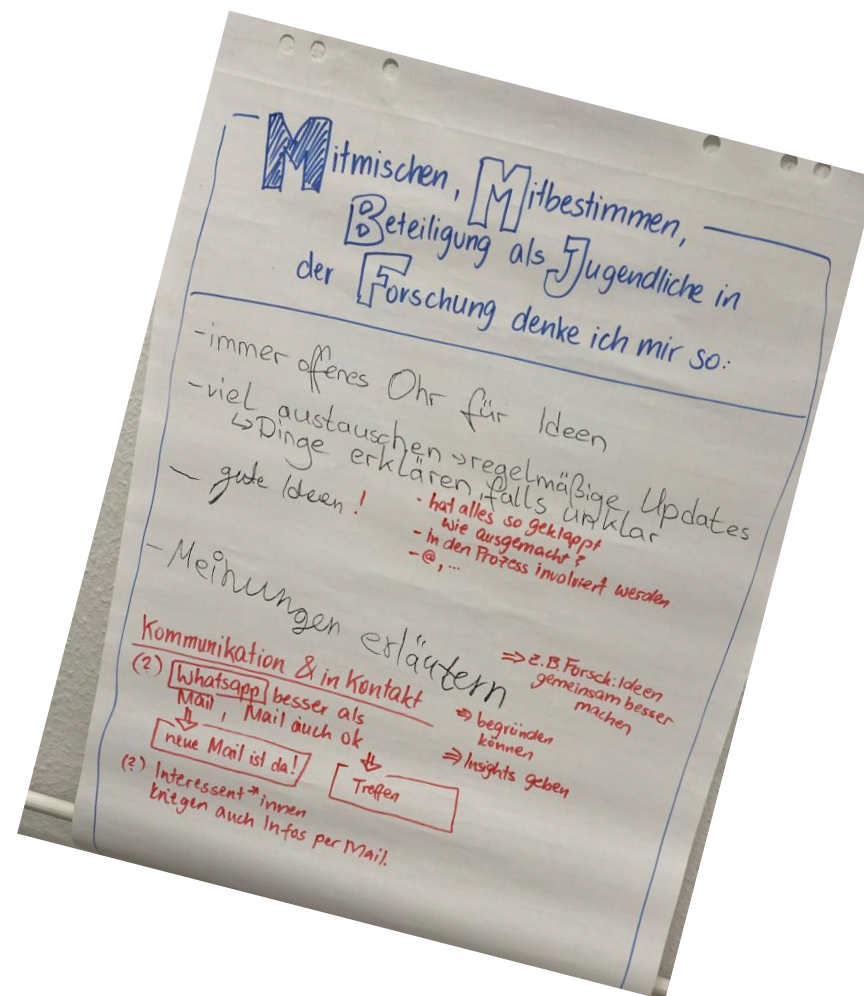 Mitmischen, Mitbestimmen,
Beteiligung als Jugendliche in
der Forschung denke ich mir so:
-immer offenes Ohr für Ideen
-viel austauschen → regelmäßige Updates
↳ Dinge erklären, falls unklar
- gute Ideen!
- hat alles so geklappt
wie ausgemacht?
- in den Prozess involviert werden
- @, ...
- Meinungen erläutern
⇒ z.B. Forsch: Ideen
gemeinsam besser
machen
⇒ begründen
können
⇒ Insights geben
Kommunikation & in Kontakt
(?) Whatsapp besser als
Mail, Mail auch ok
neue Mail ist da!
Treffen
(?) Interessent*innen
kriegen auch Infos per Mail.